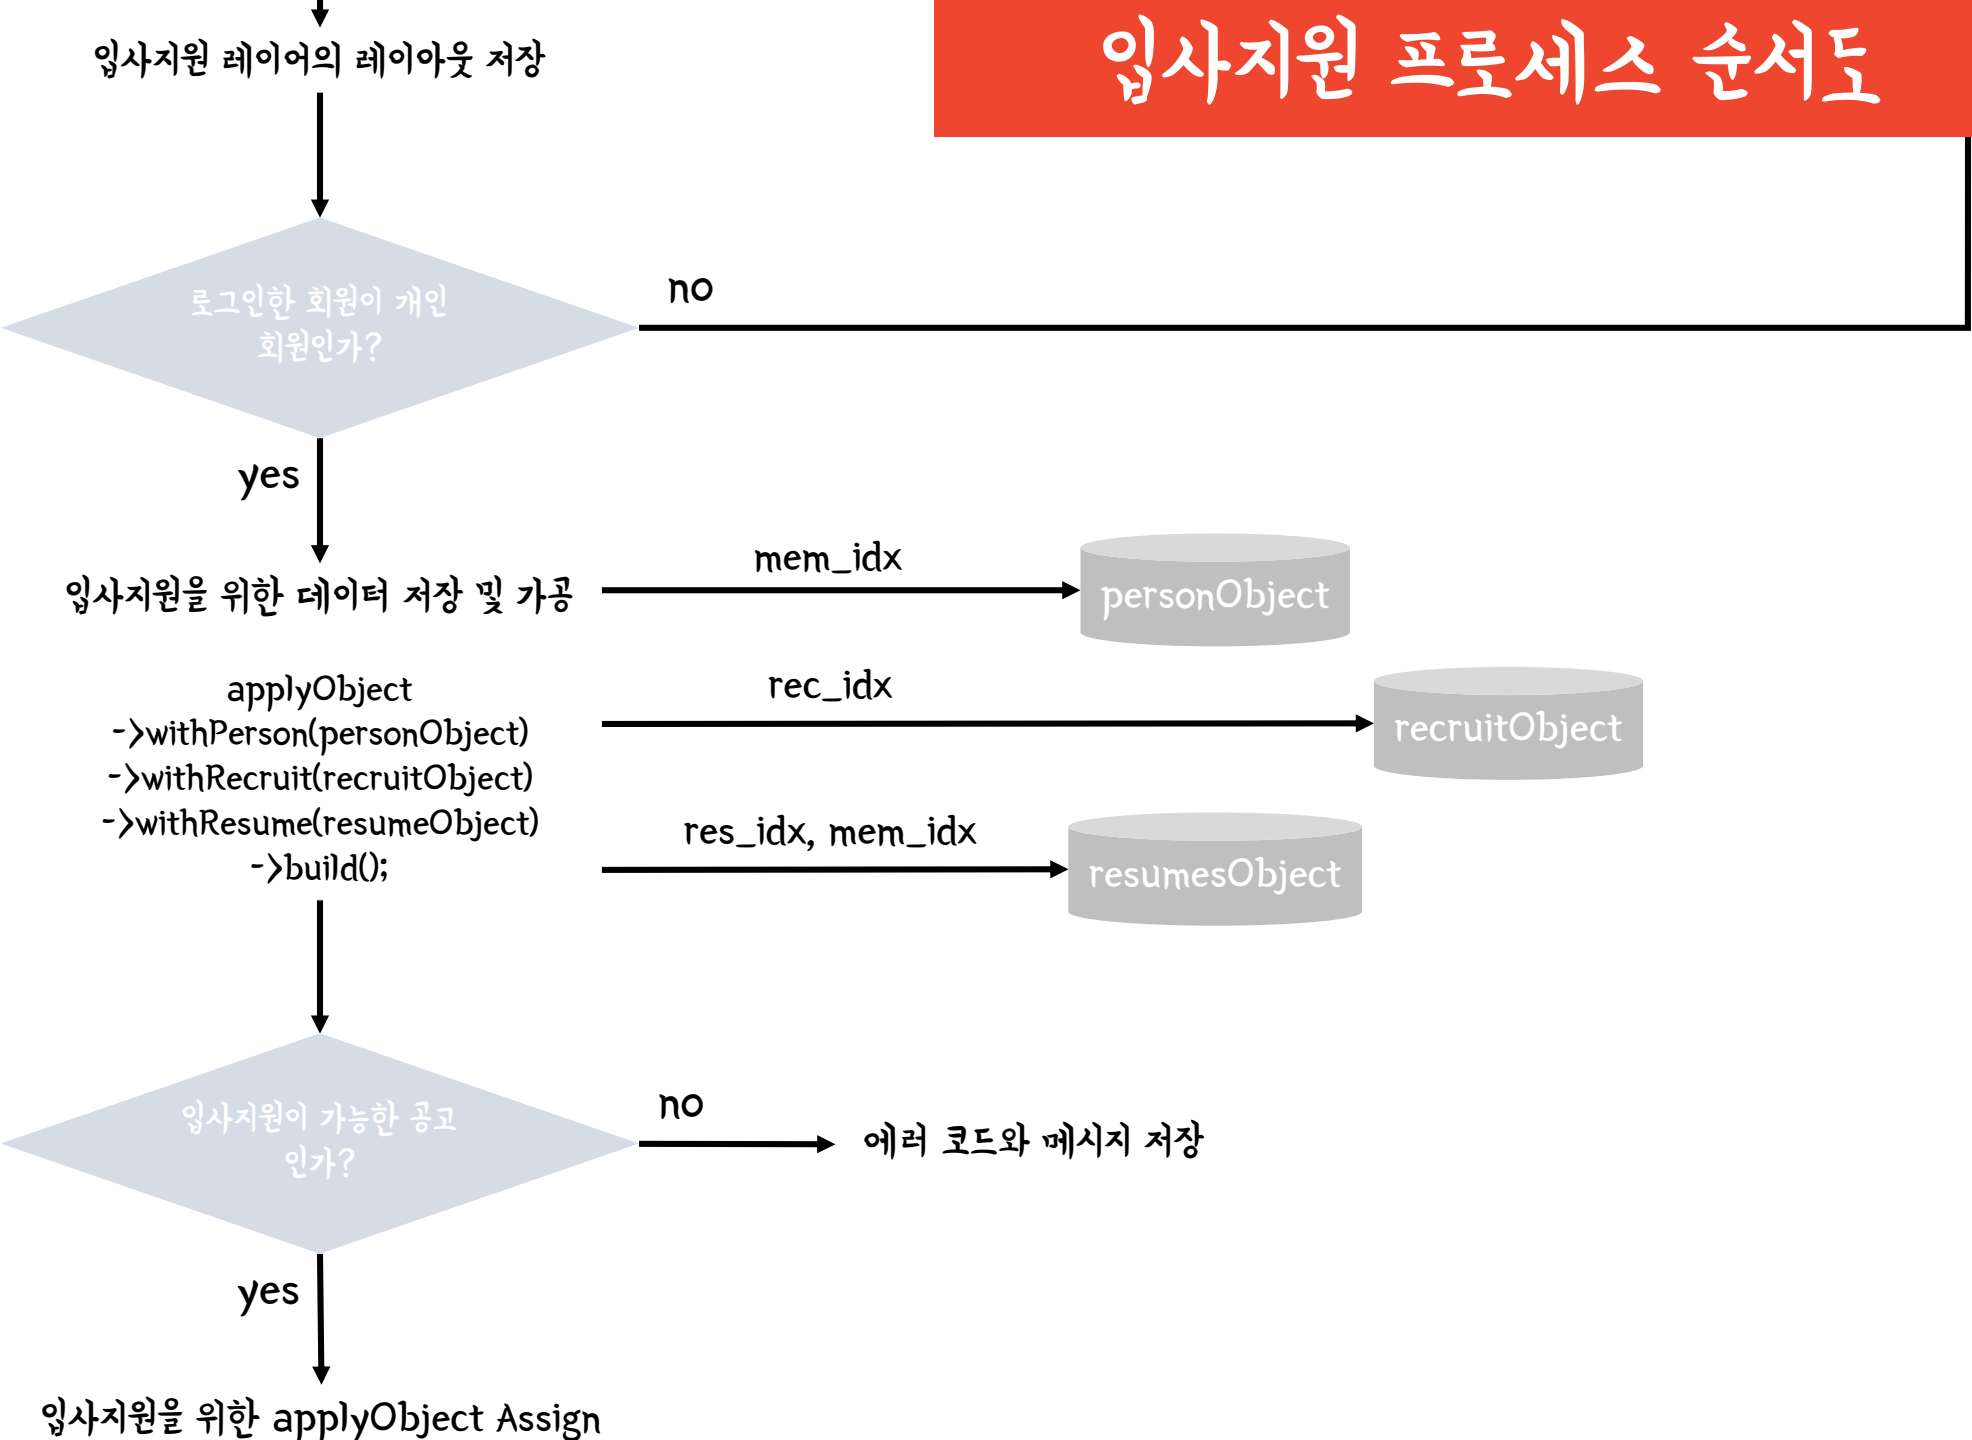 입사지원 프로세스 순서도
입사지원 레이어의 레이아웃 저장
로그인한 회원이 개인
회원인가?
no
yes
입사지원을 위한 데이터 저장 및 가공
mem_idx
personObject
applyObject
->withPerson(personObject)
->withRecruit(recruitObject)
->withResume(resumeObject)
->build();
rec_idx
recruitObject
res_idx, mem_idx
resumesObject
입사지원이 가능한 공고
인가?
no
에러 코드와 메시지 저장
yes
입사지원을 위한 applyObject Assign